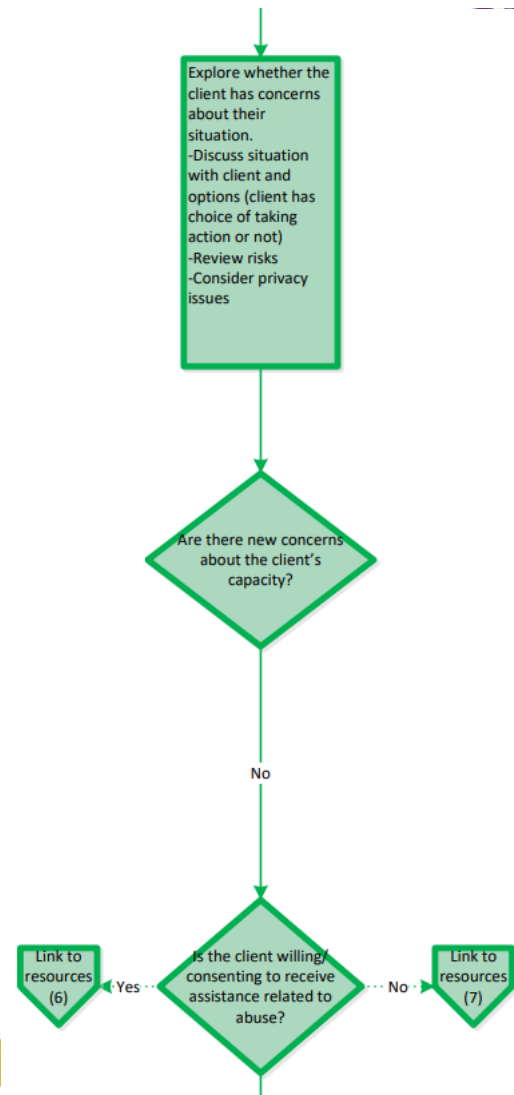 Explore whether the
client has concerns
about their
situation.
-Discuss situation
with client and
options (client has
choice of taking
action or not)
-Review risks
-Consider privacy
issues
Are there new concerns
about the client's
capacity?
No
Link to
resources
(6)
Yes
Is the client willing/
consenting to receive
assistance related to
abuse?
No
Link to
resources
(7)